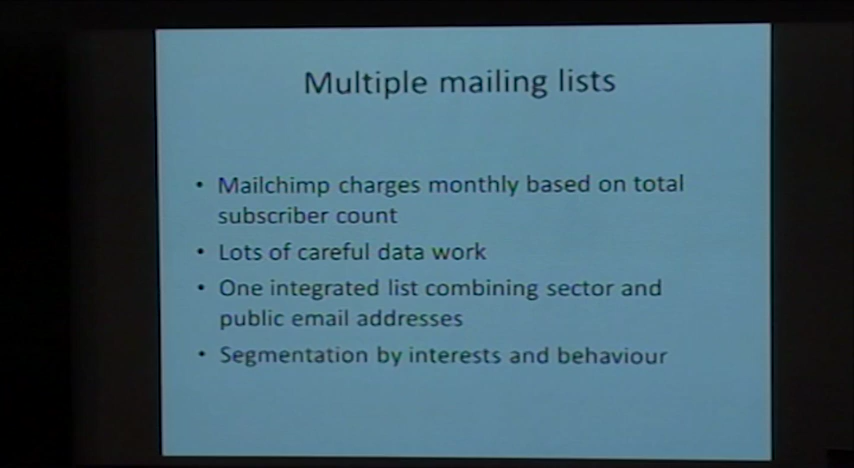 Multiple mailing lists
• Mailchimp charges monthly based on total
subscriber count
• Lots of careful data work
• One integrated list combining sector and
public email addresses
• Segmentation by interests and behaviour